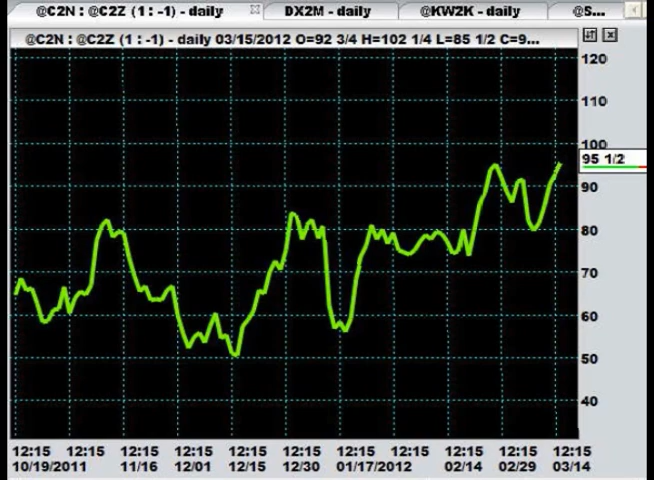 @C2N : @C2Z (1 : -1) - daily DX2M - daily @KW2K - daily @S...
@C2N : @C2Z (1 : -1) - daily 03/15/2012 O=92 3/4 H=102 1/4 L=85 1/2 C=9...
120
110
100
95 1/2
90
80
70
60
50
40
12:15 12:15 12:15 12:15 12:15 12:15 12:15 12:15 12:15 12:15 12:15
10/19/2011 11/16 12/01 12/15 12/30 01/17/2012 02/14 02/29 03/14